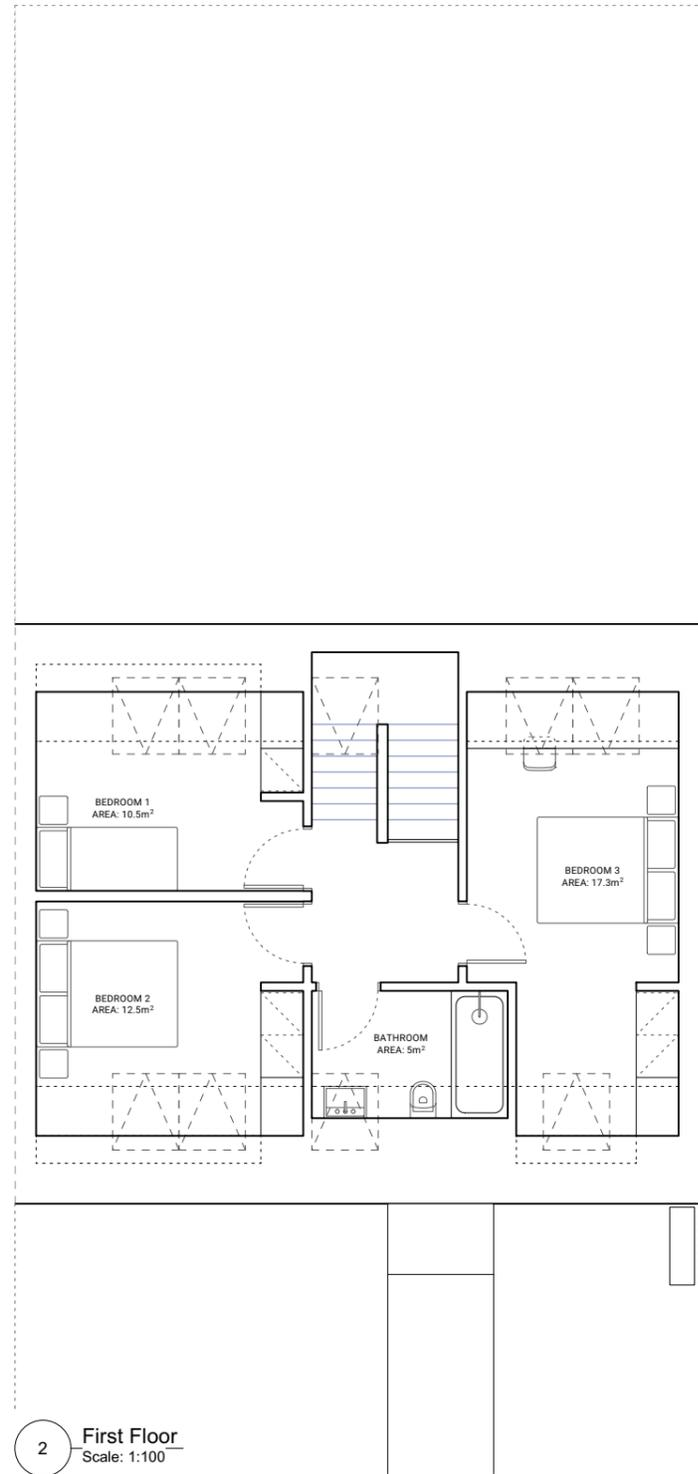 BEDROOM 1
AREA: 10.5m²
BEDROOM 3
AREA: 17.3m²
BEDROOM 2
AREA: 12.5m²
BATHROOM
AREA: 5m²
2
First Floor
Scale: 1:100